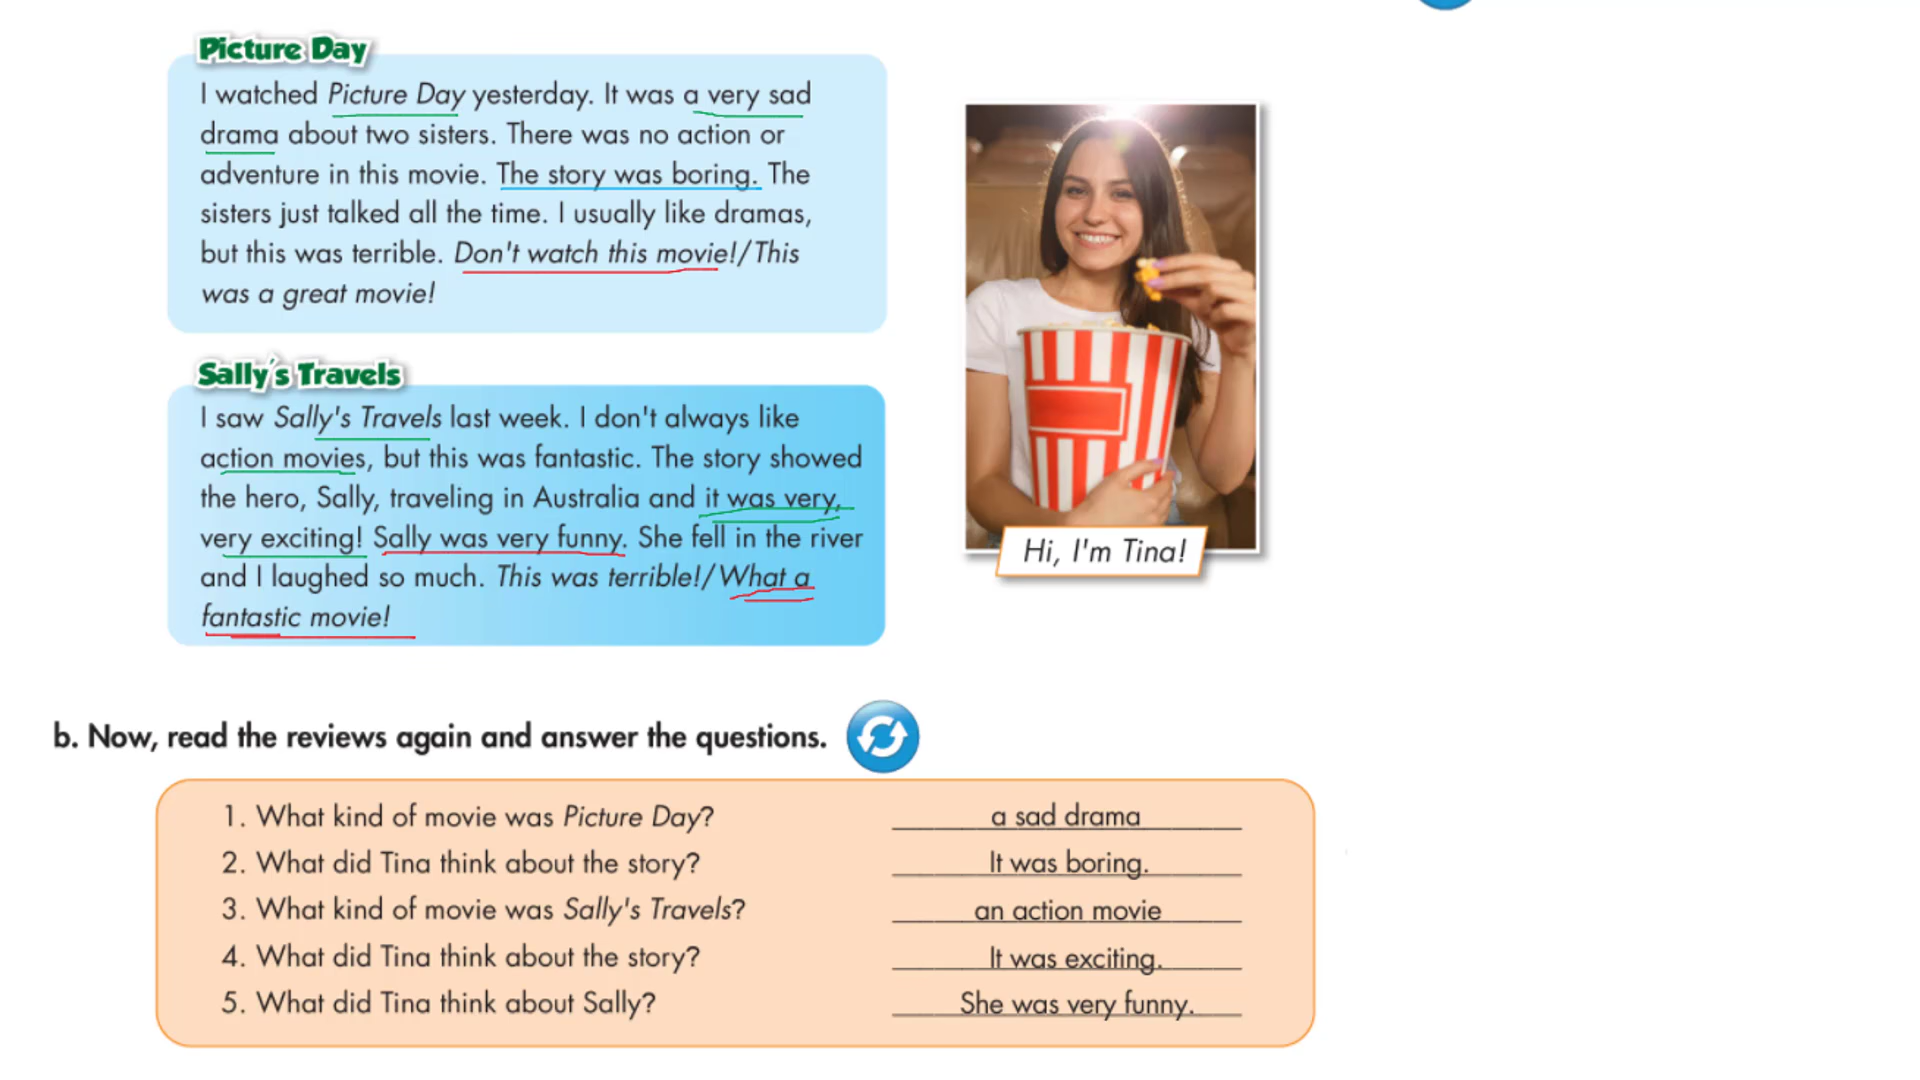 Picture Day
I watched Picture Day yesterday. It was a very sad
drama about two sisters. There was no action or
adventure in this movie. The story was boring. The
sisters just talked all the time. I usually like dramas,
but this was terrible. Don't watch this movie!/This
was a great movie!
Sally's Travels
I saw Sally's Travels last week. I don't always like
action movies, but this was fantastic. The story showed
the hero, Sally, traveling in Australia and it was very,
very exciting! Sally was very funny. She fell in the river
and I laughed so much. This was terrible!/What a
fantastic movie!
Hi, I'm Tina!
b. Now, read the reviews again and answer the questions.
1. What kind of movie was Picture Day? a sad drama
2. What did Tina think about the story? It was boring.
3. What kind of movie was Sally's Travels? an action movie
4. What did Tina think about the story? It was exciting.
5. What did Tina think about Sally? She was very funny.